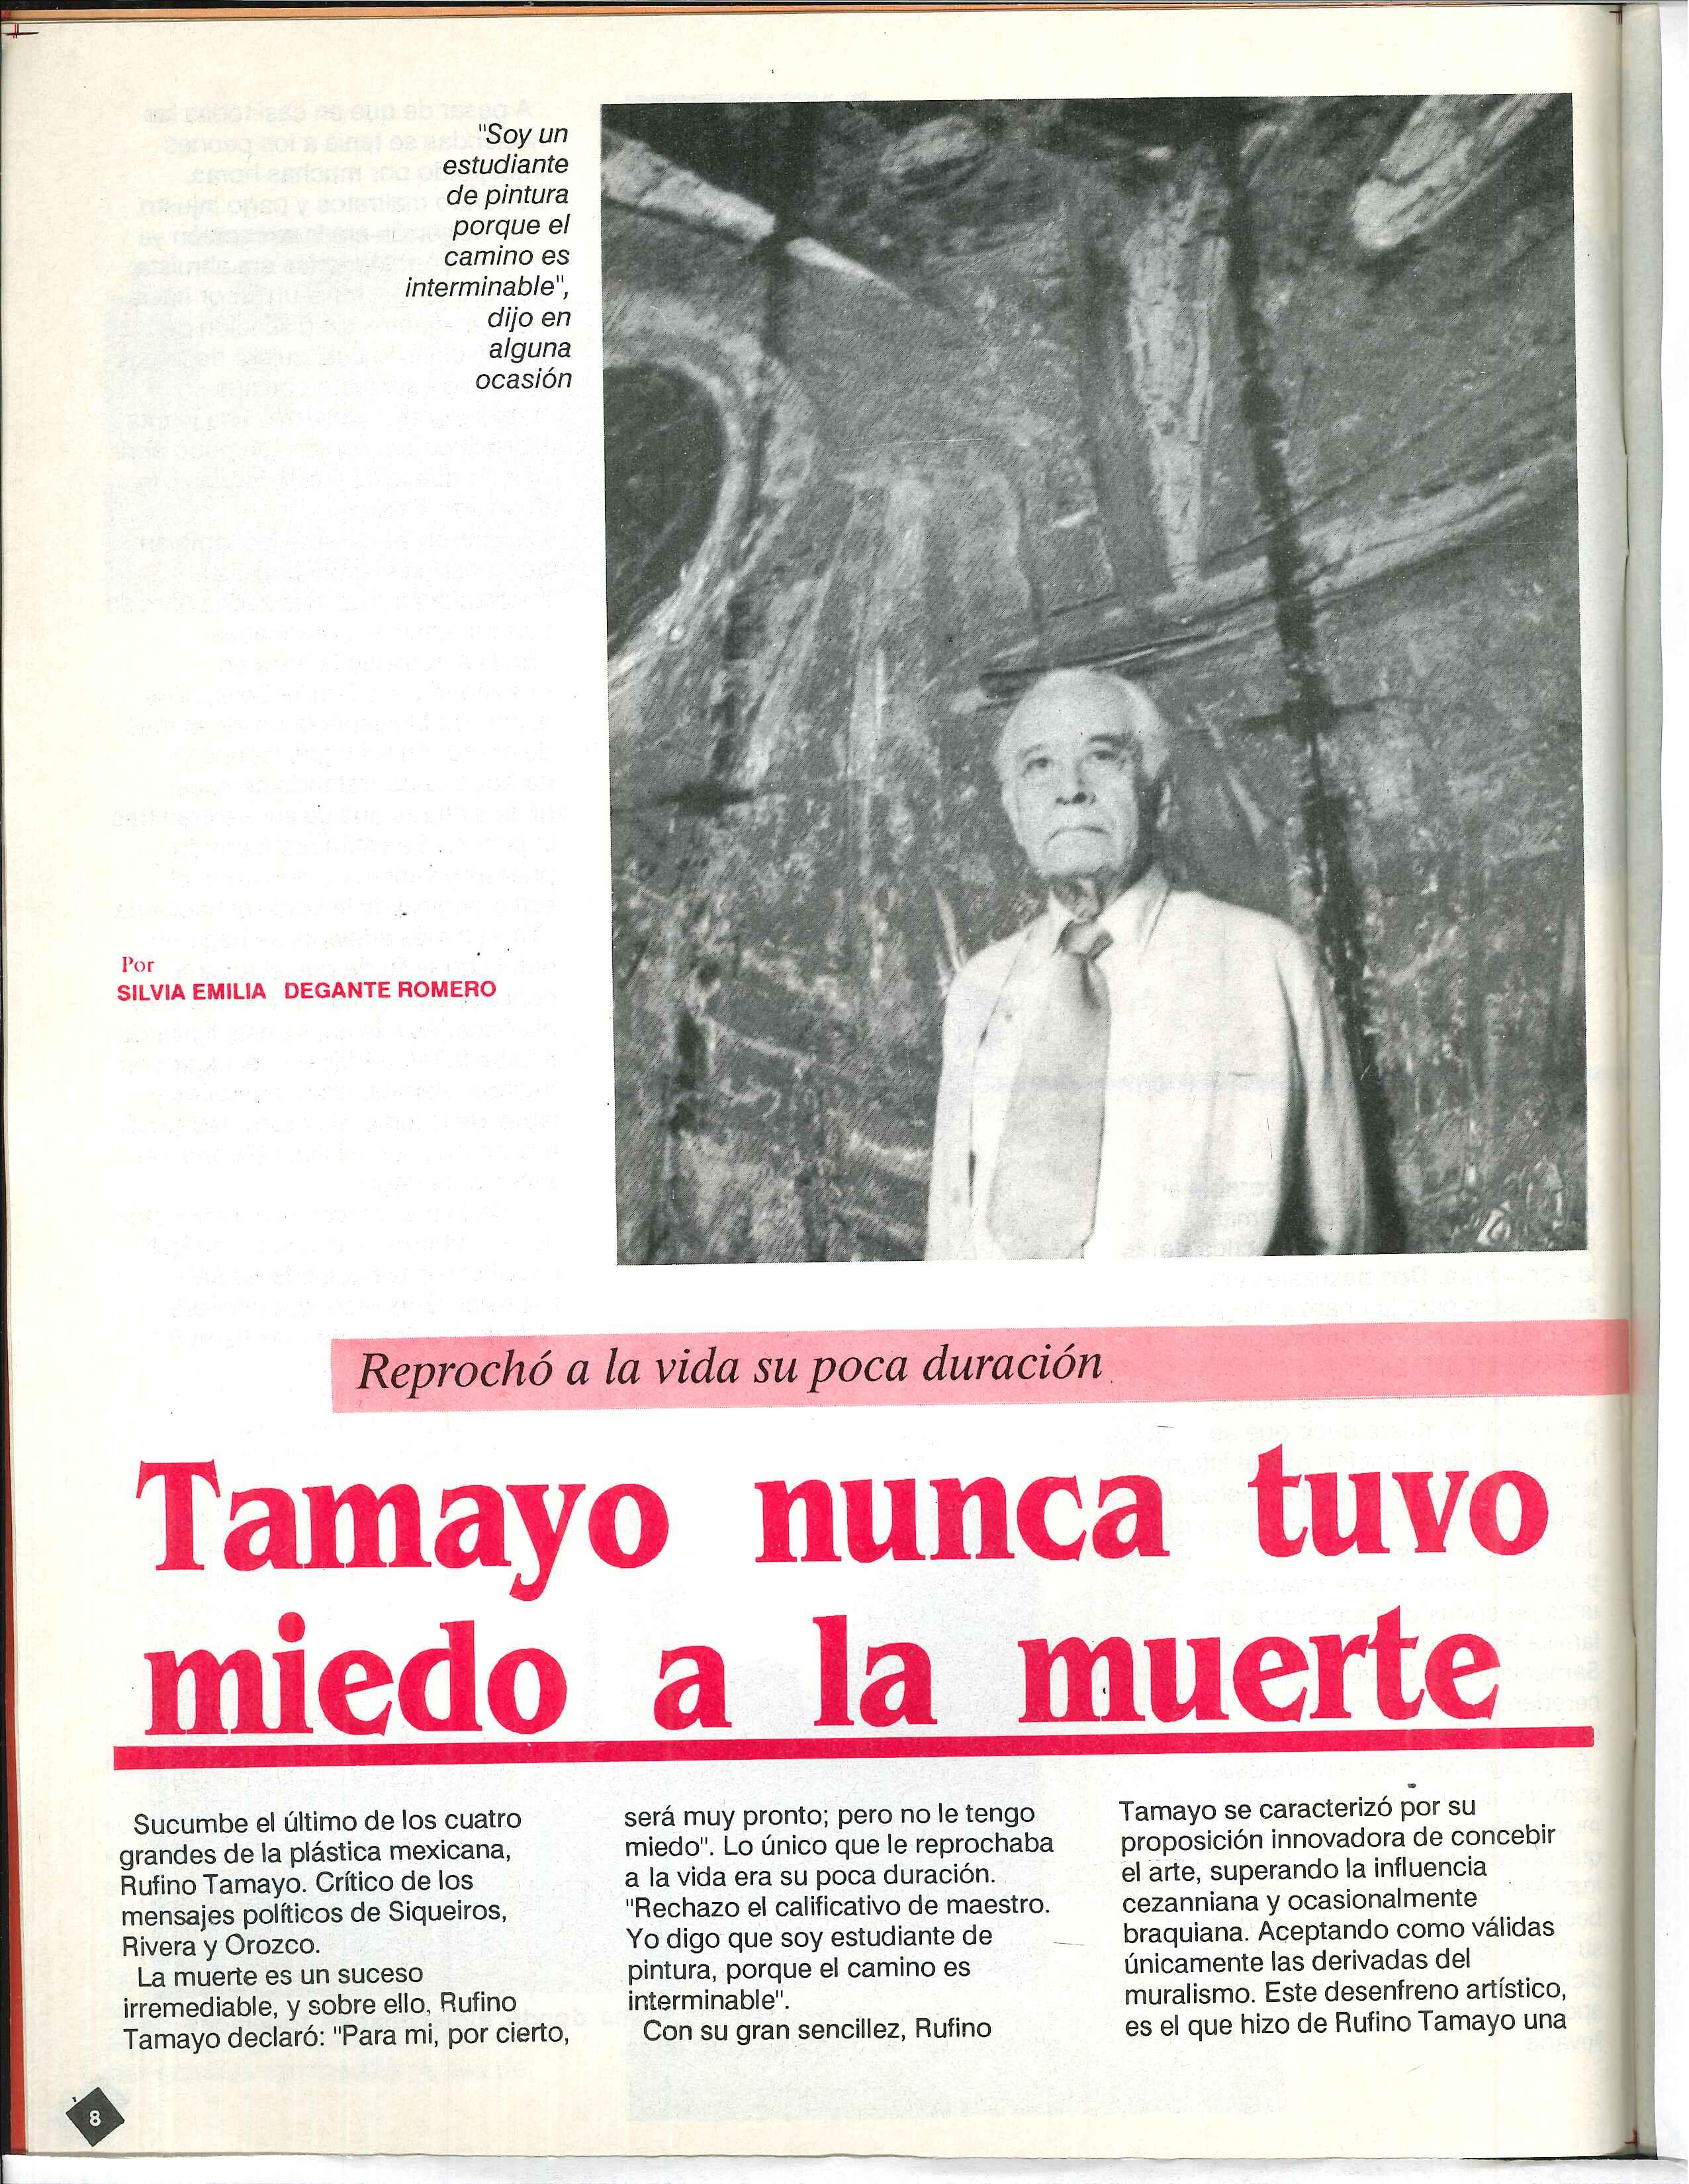 "Soy un
estudiante
de pintura
porque el
camino es
interminable",
dijo en
alguna
ocasión
Por
SILVIA EMILIA DEGANTE ROMERO
Reprochó a la vida su poca duración
Tamayo nunca tuvo
miedo a la muerte
Sucumbe el último de los cuatro
grandes de la plástica mexicana,
Rufino Tamayo. Crítico de los
mensajes políticos de Siqueiros,
Rivera y Orozco.
La muerte es un suceso
irremediable, y sobre ello, Rufino
Tamayo declaró: "Para mi, por cierto,
será muy pronto; pero no le tengo
miedo". Lo único que le reprochaba
a la vida era su poca duración.
"Rechazo el calificativo de maestro.
Yo digo que soy estudiante de
pintura, porque el camino es
interminable".
Con su gran sencillez, Rufino
Tamayo se caracterizó por su
proposición innovadora de concebir
el arte, superando la influencia
cezanniana y ocasionalmente
braquiana. Aceptando como válidas
únicamente las derivadas del
muralismo. Este desenfreno artístico,
es el que hizo de Rufino Tamayo una
8